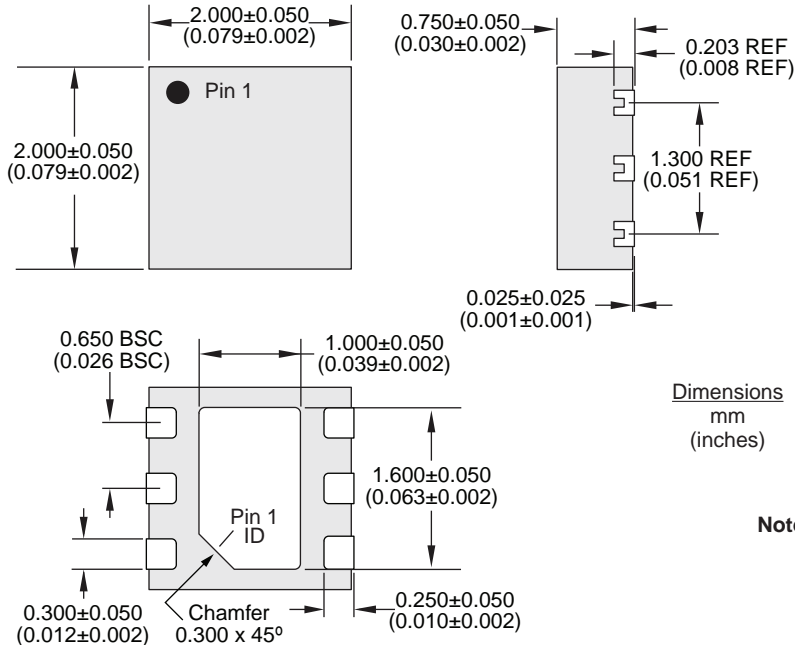 2.000±0.050
(0.079±0.002)
0.750±0.050
(0.030±0.002)
0.203 REF
(0.008 REF)
Pin 1
2.000±0.050
(0.079±0.002)
1.300 REF
(0.051 REF)
0.025±0.025
(0.001±0.001)
0.650 BSC
(0.026 BSC)
1.000±0.050
(0.039±0.002)
Dimensions
mm
(inches)
1.600±0.050
(0.063±0.002)
Pin 1
ID
0.300±0.050
(0.012±0.002)
Chamfer
0.300 x 45º
0.250±0.050
(0.010±0.002)